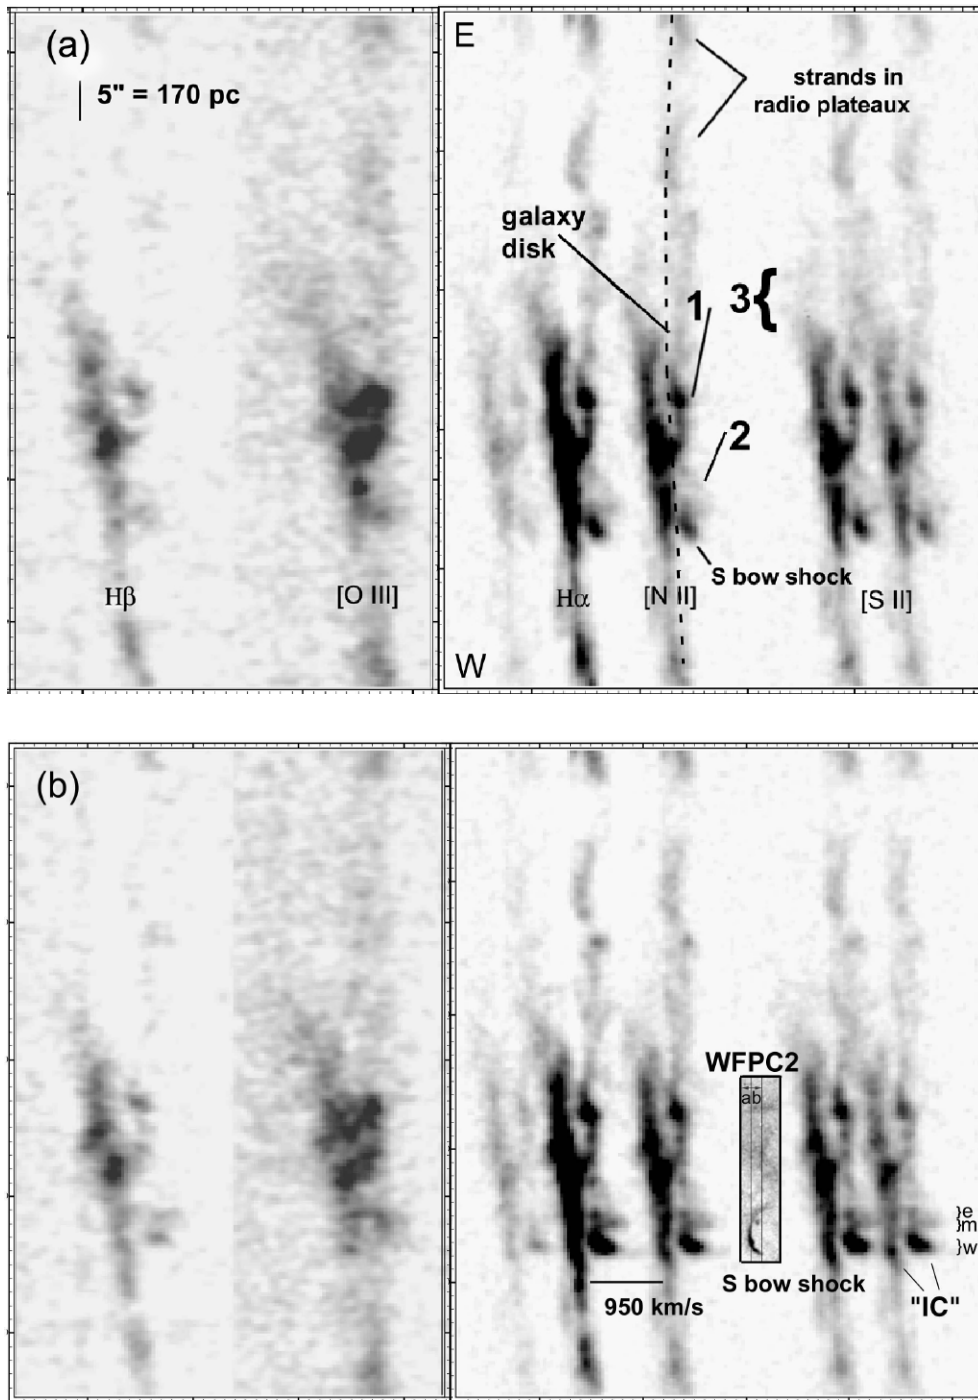 (a)
5" = 170 pc
Hβ
[O III]
E
strands in
radio plateaux
galaxy
disk
1
3{
2
S bow shock
Hα
[N II]
[S II]
W
(b)
WFPC2
ab
}e
}m
}w
S bow shock
950 km/s
"IC"